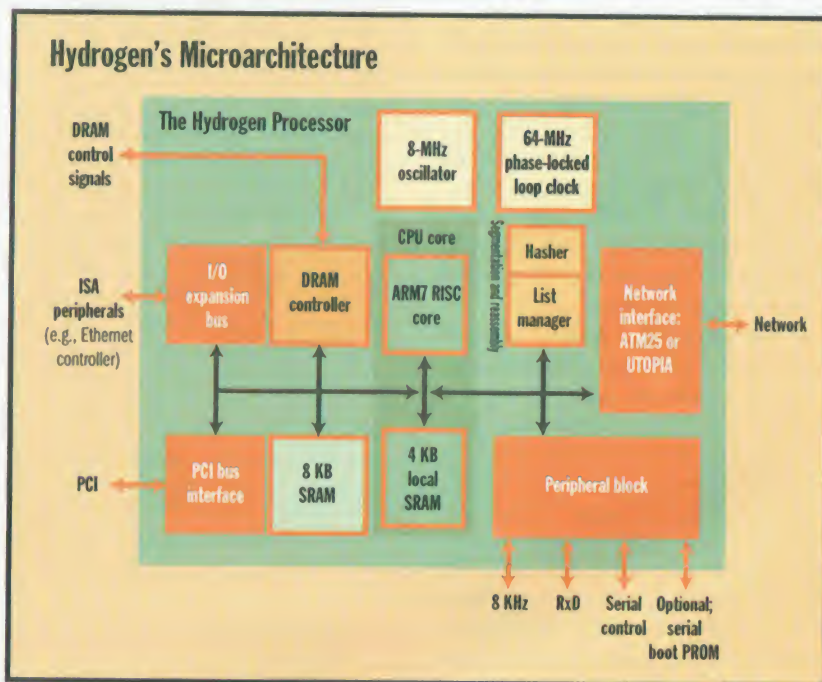 Hydrogen's Microarchitecture
DRAM
control
signals
The Hydrogen Processor
8-MHz
oscillator
64-MHz
phase-locked
loop clock
CPU core
Segmentation and reassembly
Hasher
List
manager
ISA
peripherals
(e.g., Ethernet
controller)
I/O
expansion
bus
DRAM
controller
ARM7 RISC
core
Network
interface:
ATM25 or
UTOPIA
Network
PCI
PCI bus
interface
8 KB
SRAM
4 KB
local
SRAM
Peripheral block
8 KHz
RxD
Serial
control
Optional;
serial
boot PROM